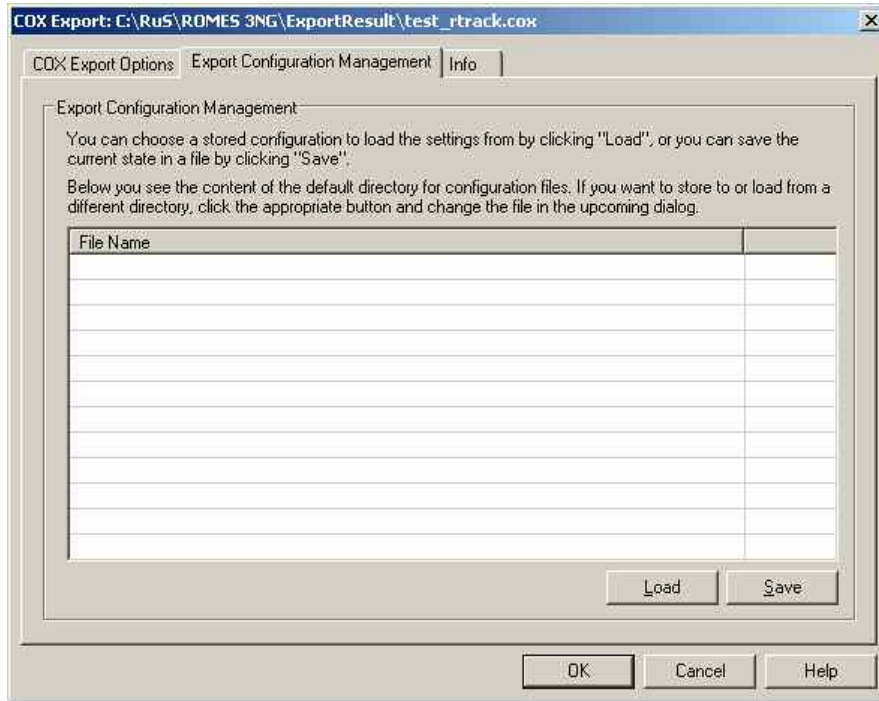 COX Export: C:\RuS\ROMES 3NG\ExportResult\test_rtrack.cox
COX Export Options
Export Configuration Management
Info
Export Configuration Management
You can choose a stored configuration to load the settings from by clicking "Load", or you can save the
current state in a file by clicking "Save".
Below you see the content of the default directory for configuration files. If you want to store to or load from a
different directory, click the appropriate button and change the file in the upcoming dialog.
File Name
Load
Save
OK
Cancel
Help